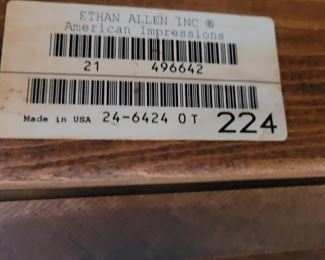 ETHAN ALLEN INC ®
American Impressions
21 496642
Made in USA 24-6424 0T 224